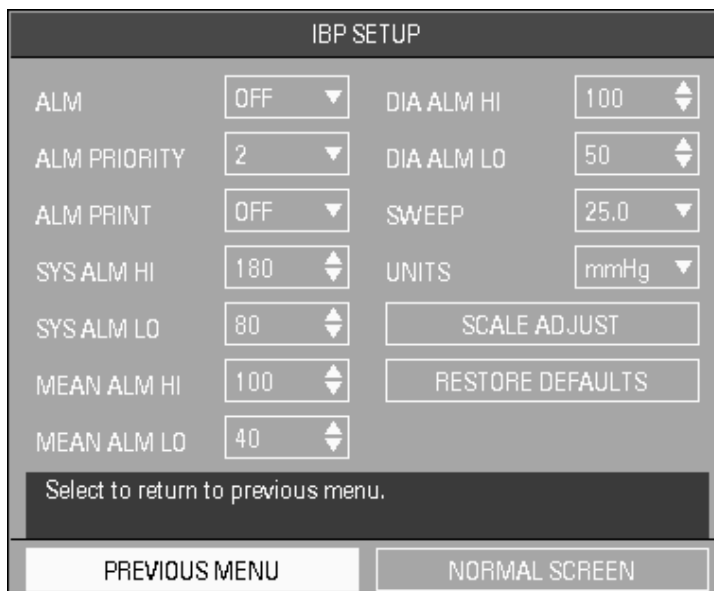 IBP SETUP
ALM OFF DIA ALM HI 100
ALM PRIORITY 2 DIA ALM LO 50
ALM PRINT OFF SWEEP 25.0
SYS ALM HI 180 UNITS mmHg
SYS ALM LO 80 SCALE ADJUST
MEAN ALM HI 100 RESTORE DEFAULTS
MEAN ALM LO 40
Select to return to previous menu.
PREVIOUS MENU NORMAL SCREEN